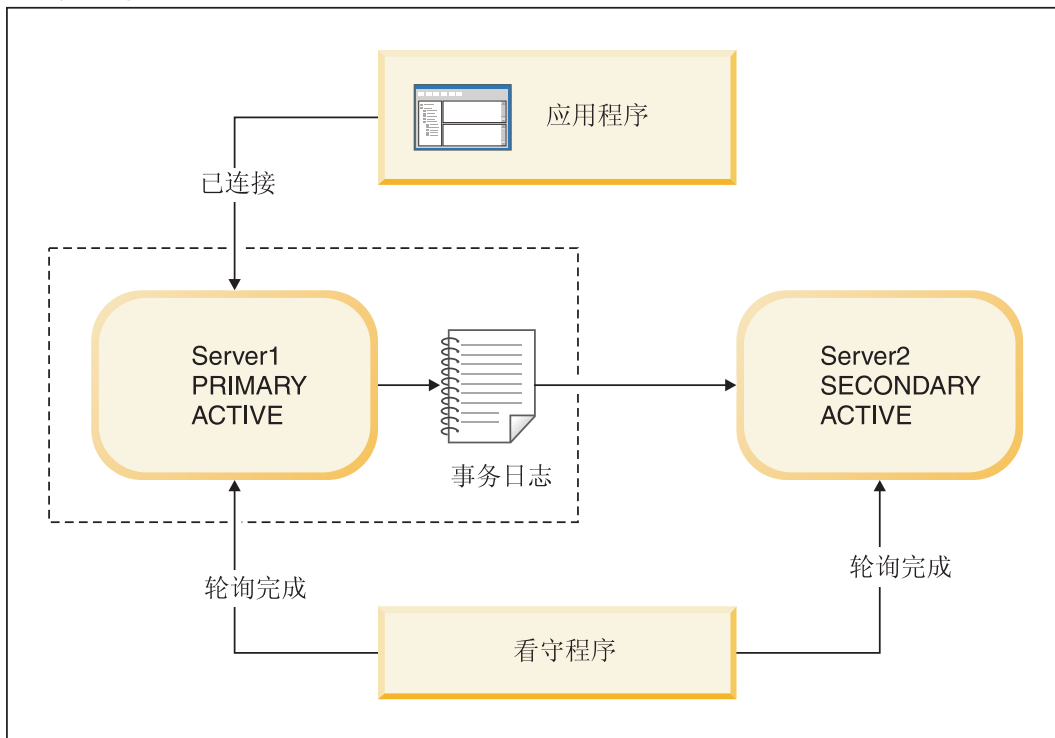 应用程序
已连接
Server1
PRIMARY
ACTIVE
事务日志
Server2
SECONDARY
ACTIVE
轮询完成
轮询完成
看守程序